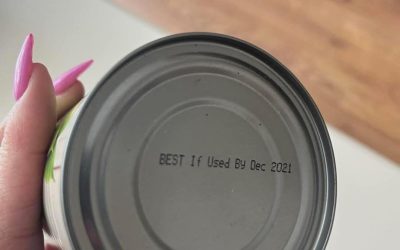 BEST If Used By Dec 2021